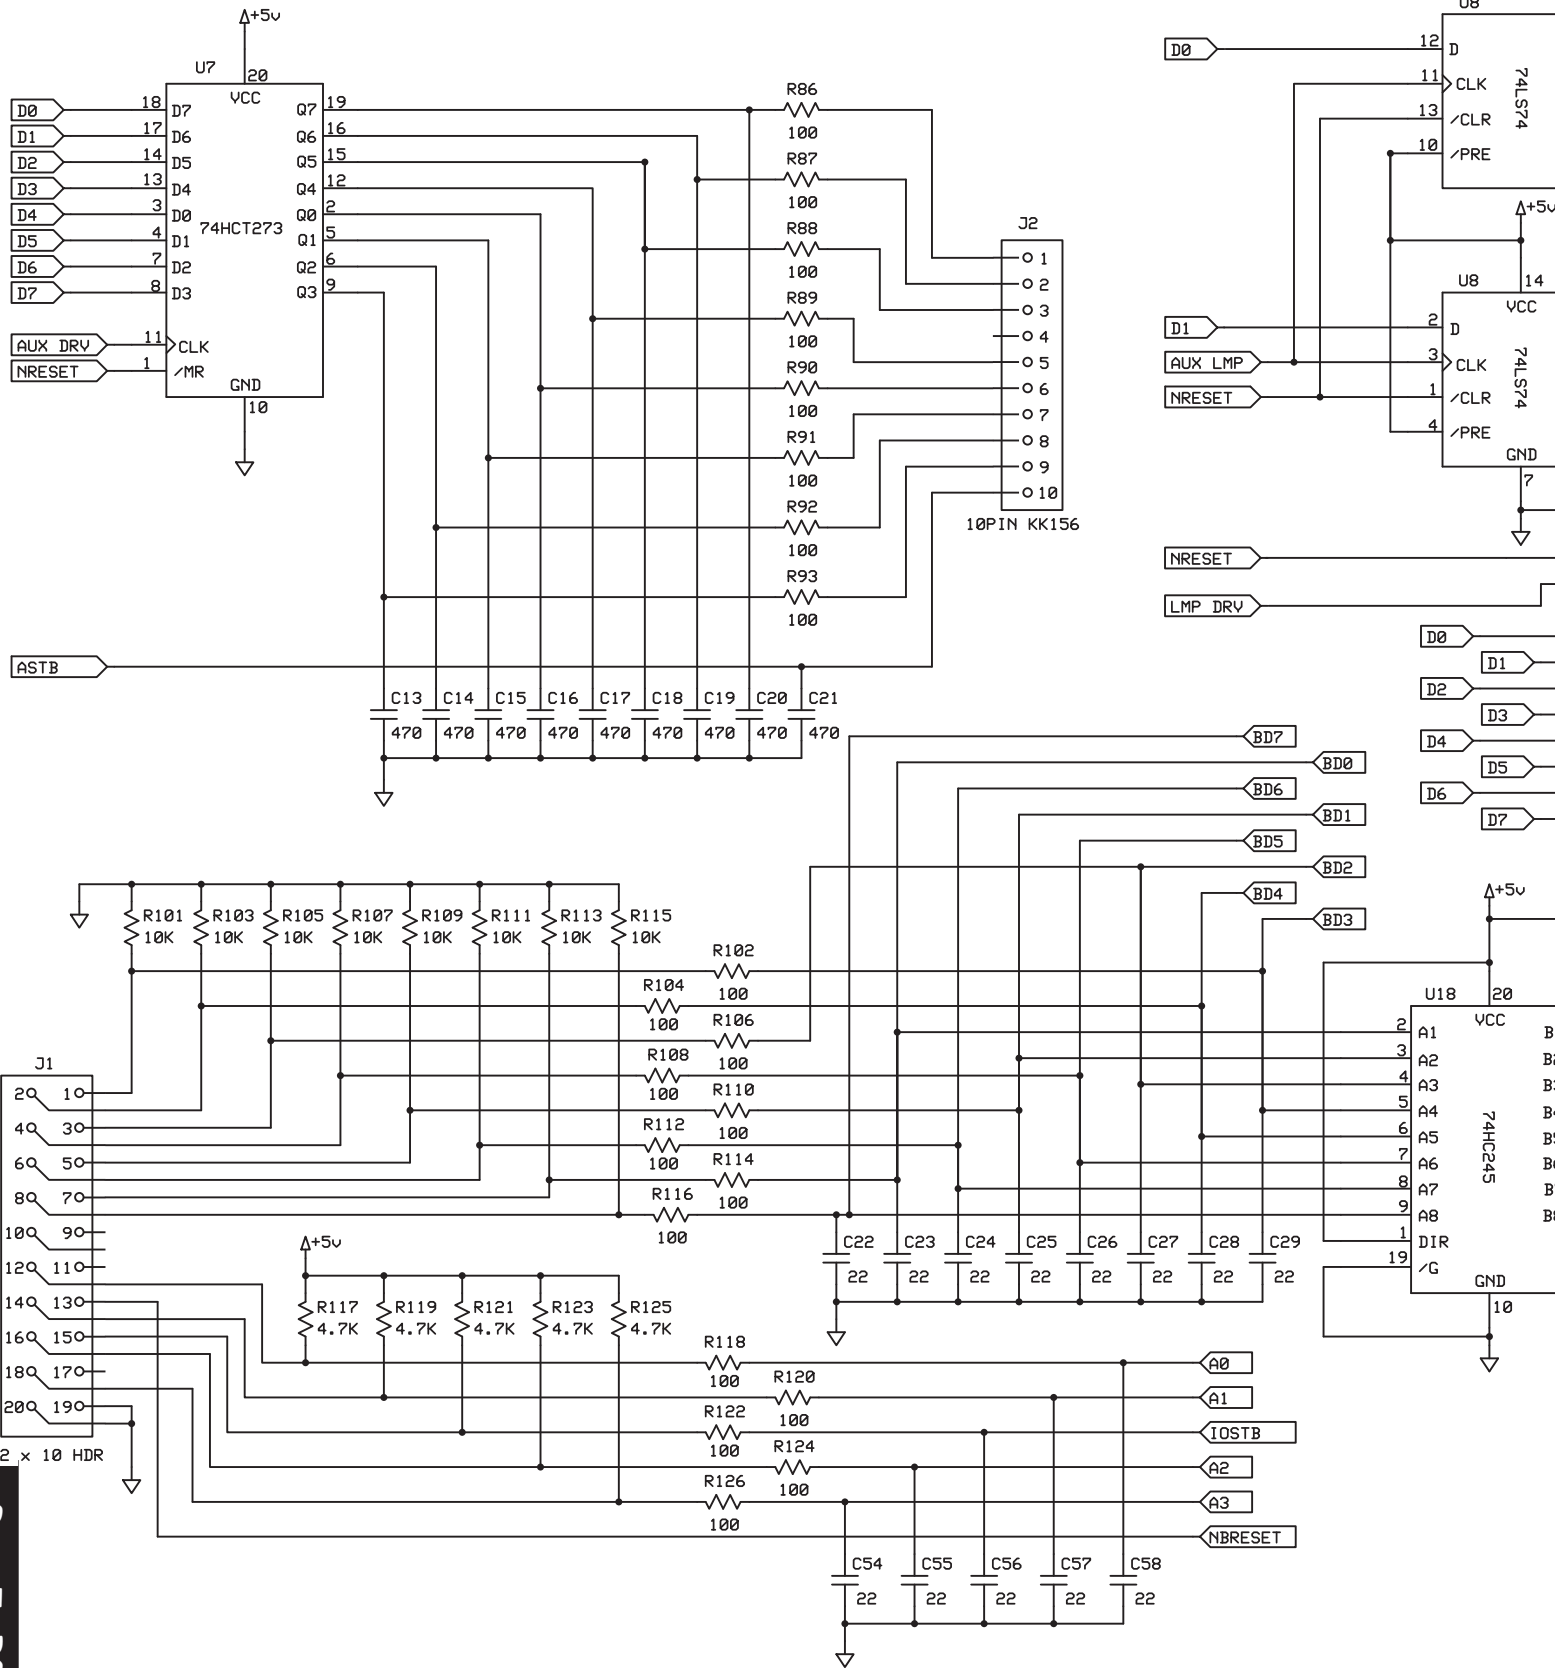 +5v
U7
20
VCC
D0 18 D7 Q7 19
D1 17 D6 Q6 16
D2 14 D5 Q5 15
D3 13 D4 Q4 12
D4 3 D0 Q0 2
74HCT273
D5 4 D1 Q1 5
D6 7 D2 Q2 6
D7 8 D3 Q3 9
AUX DRV 11 CLK
NRESET 1 /MR
GND
10
R86
100
R87
100
R88
100
R89
100
R90
100
R91
100
R92
100
R93
100
J2
1
2
3
4
5
6
7
8
9
10
10PIN KK156
ASTB
C13 C14 C15 C16 C17 C18 C19 C20 C21
470 470 470 470 470 470 470 470 470
U8
D0 12 D
11 CLK
13 /CLR
10 /PRE
74LS74
+5v
U8 14
VCC
D1 2 D
AUX LMP 3 CLK
NRESET 1 /CLR
4 /PRE
74LS74
GND
7
NRESET
LMP DRV
D0
D1
D2
D3
D4
D5
D6
D7
BD7
BD0
BD6
BD1
BD5
BD2
BD4
BD3
R101 R103 R105 R107 R109 R111 R113 R115
10K 10K 10K 10K 10K 10K 10K 10K
R102
100
R104
100
R106
100
R108
100
R110
100
R112
100
R114
100
R116
100
+5v
U18 20
VCC
2 A1
3 A2
4 A3
5 A4
6 A5
7 A6
8 A7
9 A8
1 DIR
19 /G
74HC245
GND
10
C22 C23 C24 C25 C26 C27 C28 C29
22 22 22 22 22 22 22 22
J1
2 1
4 3
6 5
8 7
10 9
12 11
14 13
16 15
18 17
20 19
2 x 10 HDR
+5v
R117 R119 R121 R123 R125
4.7K 4.7K 4.7K 4.7K 4.7K
R118
100
R120
100
R122
100
R124
100
R126
100
A0
A1
IOSTB
A2
A3
NBRESET
C54 C55 C56 C57 C58
22 22 22 22 22